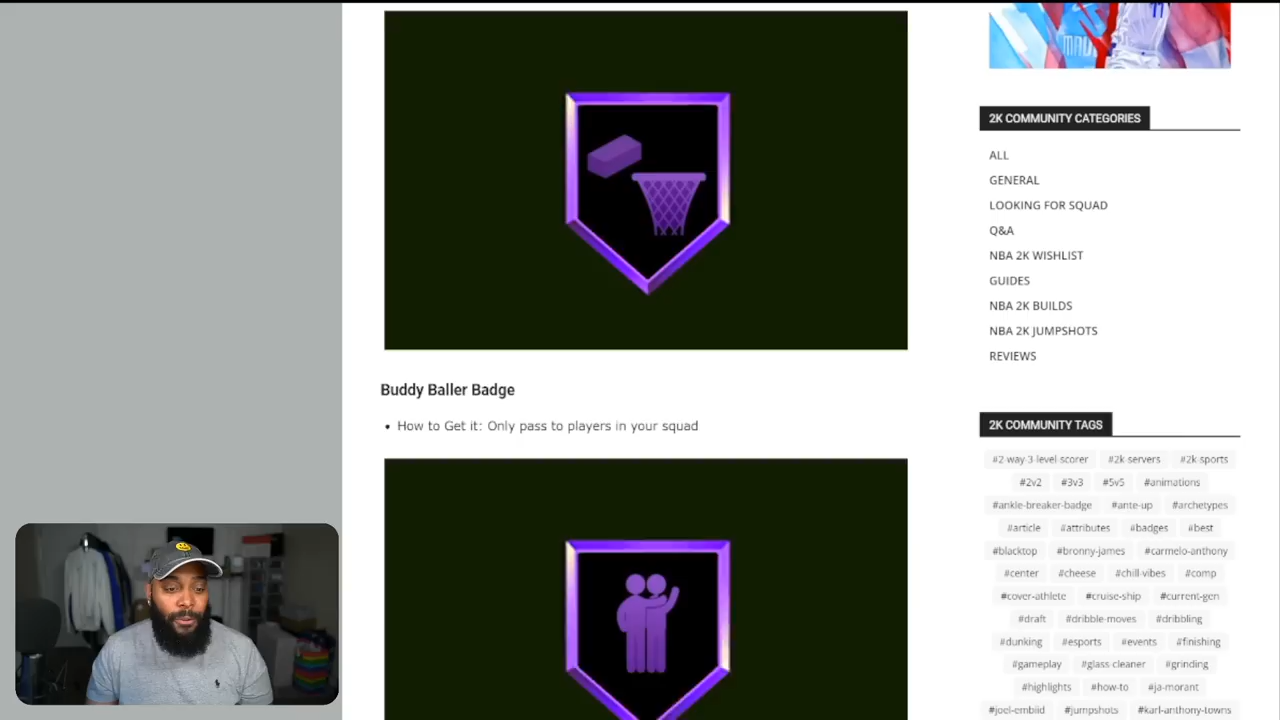 MAVU
2K COMMUNITY CATEGORIES
ALL
GENERAL
LOOKING FOR SQUAD
Q&A
NBA 2K WISHLIST
GUIDES
NBA 2K BUILDS
NBA 2K JUMPSHOTS
REVIEWS
Buddy Baller Badge
• How to Get it: Only pass to players in your squad
2K COMMUNITY TAGS
#2-way-3-level-scorer #2k-servers #2k-sports
#2v2 #3v3 #5v5 #animations
#ankle-breaker-badge #ante-up #archetypes
#article #attributes #badges #best
#blacktop #bronny-james #carmelo-anthony
#center #cheese #chill-vibes #comp
#cover-athlete #cruise-ship #current-gen
#draft #dribble-moves #dribbling
#dunking #esports #events #finishing
#gameplay #glass-cleaner #grinding
#highlights #how-to #ja-morant
#joel-embiid #jumpshots #karl-anthony-towns